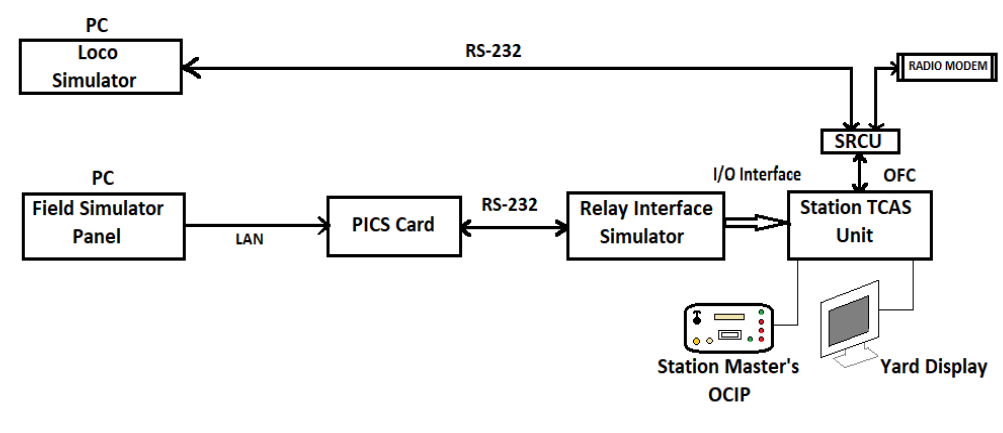 PC
Loco
Simulator
RS-232
RADIO MODEM
SRCU
I/O Interface
OFC
PC
Field Simulator
Panel
LAN
PICS Card
RS-232
Relay Interface
Simulator
Station TCAS
Unit
Station Master's
OCIP
Yard Display